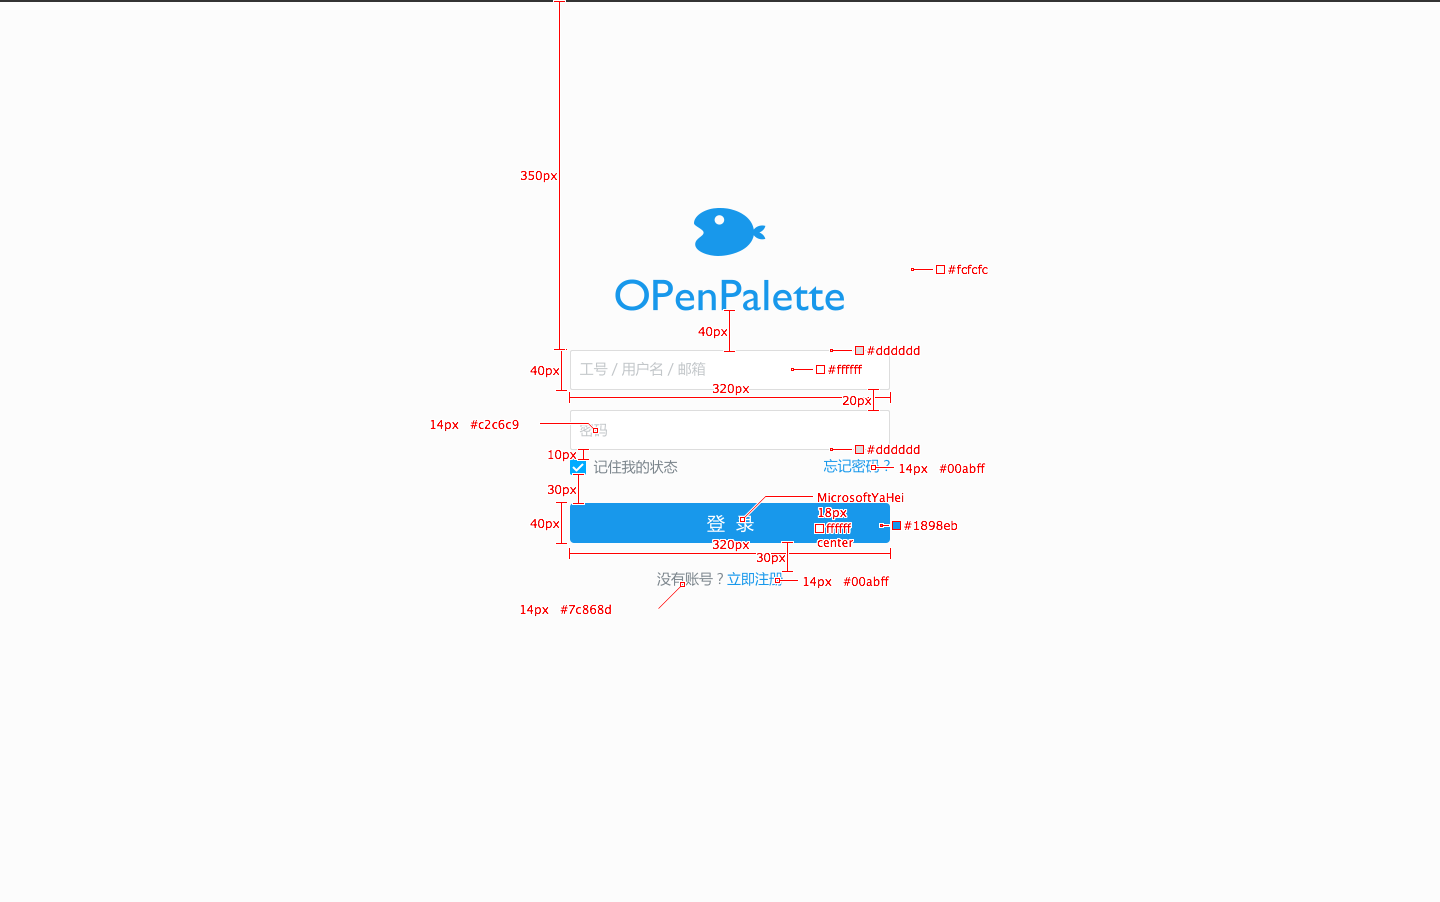 350px
#fcfcfc
OPenPalette
40px
#dddddd
40px
工号 / 用户名 / 邮箱
#ffffff
320px
20px
14px #c2c6c9
密码
#dddddd
10px
记住我的状态
忘记密码？
14px #00abff
30px
MicrosoftYaHei
18px
40px
登 录
ffffff
#1898eb
center
320px
30px
没有账号？立即注册
14px #00abff
14px #7c868d